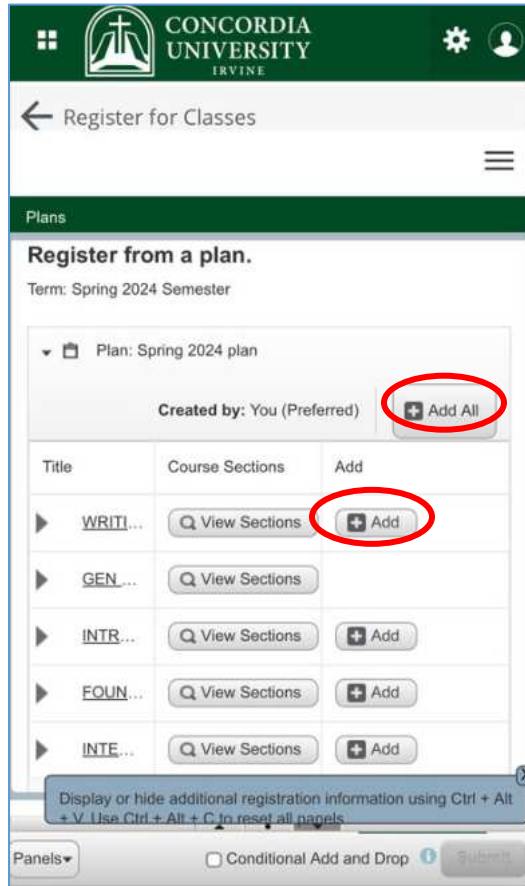 CONCORDIA
UNIVERSITY
IRVINE
Register for Classes
Plans
Register from a plan.
Term: Spring 2024 Semester
Plan: Spring 2024 plan
Created by: You (Preferred)
Add All
Title Course Sections Add
WRITI... View Sections Add
GEN ... View Sections
INTR... View Sections Add
FOUN... View Sections Add
INTE... View Sections Add
Display or hide additional registration information using Ctrl + Alt
+ V. Use Ctrl + Alt + C to reset all panels
Panels Conditional Add and Drop Submit